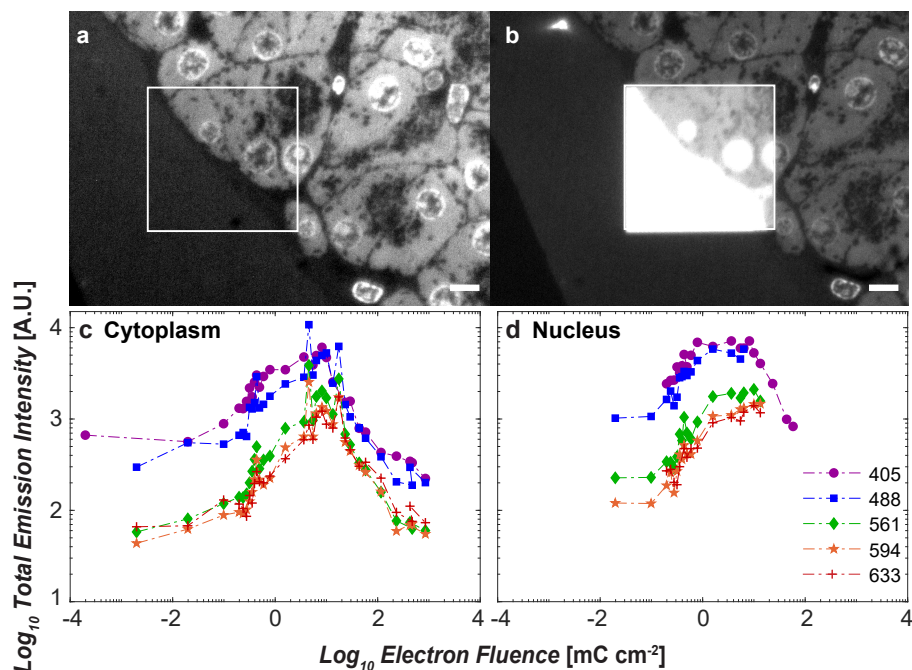 a
b
Log10 Total Emission Intensity [A.U.]
c Cytoplasm
d Nucleus
4
3
2
1
405
488
561
594
633
-4 -2 0 2 4
-4 -2 0 2 4
Log10 Electron Fluence [mC cm-2]